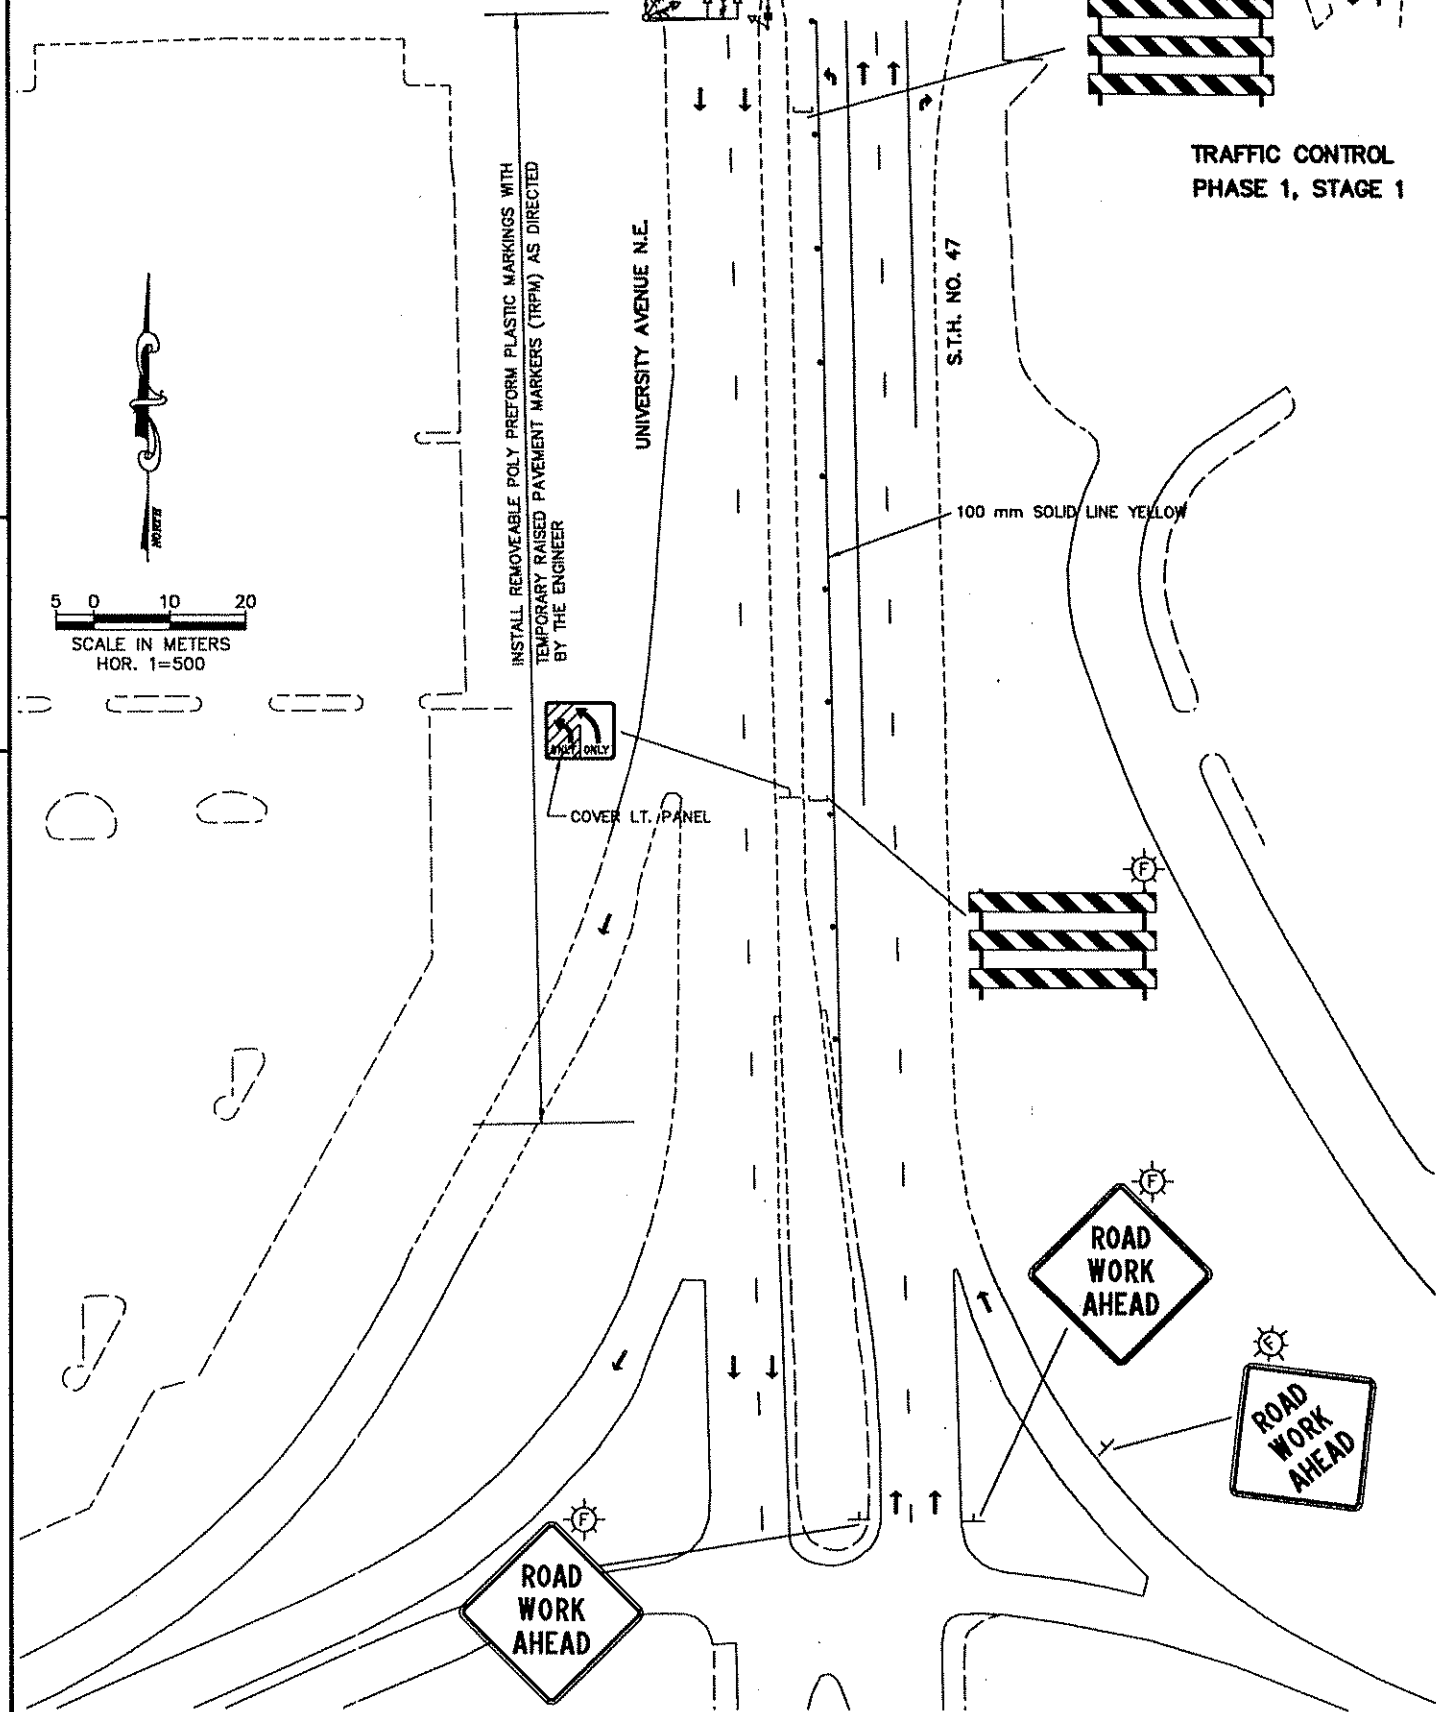 TRAFFIC CONTROL
PHASE 1, STAGE 1
INSTALL REMOVEABLE POLY PREFORM PLASTIC MARKINGS WITH
TEMPORARY RAISED PAVEMENT MARKERS (TRPM) AS DIRECTED
BY THE ENGINEER
UNIVERSITY AVENUE N.E.
S.T.H. NO. 47
NORTH
100 mm SOLID LINE YELLOW
5 0 10 20
SCALE IN METERS
HOR. 1=500
ONLY ONLY
COVER LT. PANEL
F
F
ROAD
WORK
AHEAD
F
ROAD
WORK
AHEAD
F
ROAD
WORK
AHEAD